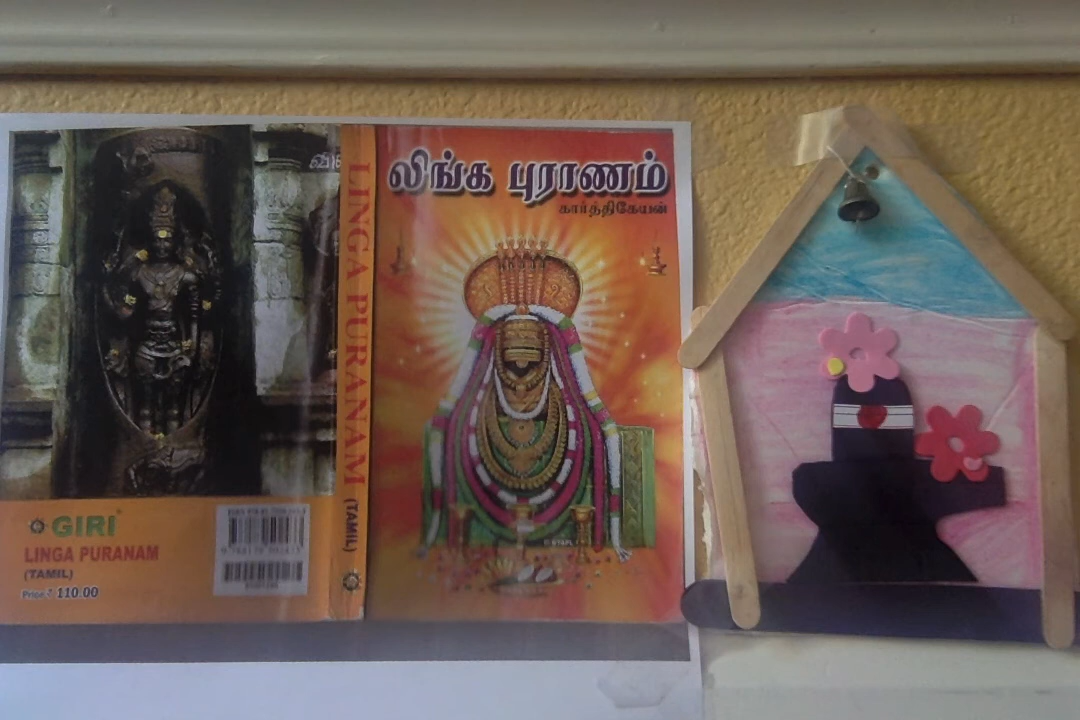 லிங்க புராணம்
கார்த்திகேயன்
LINGA PURANAM (TAMIL)
GIRI
LINGA PURANAM
(TAMIL)
Price ₹ 110.00